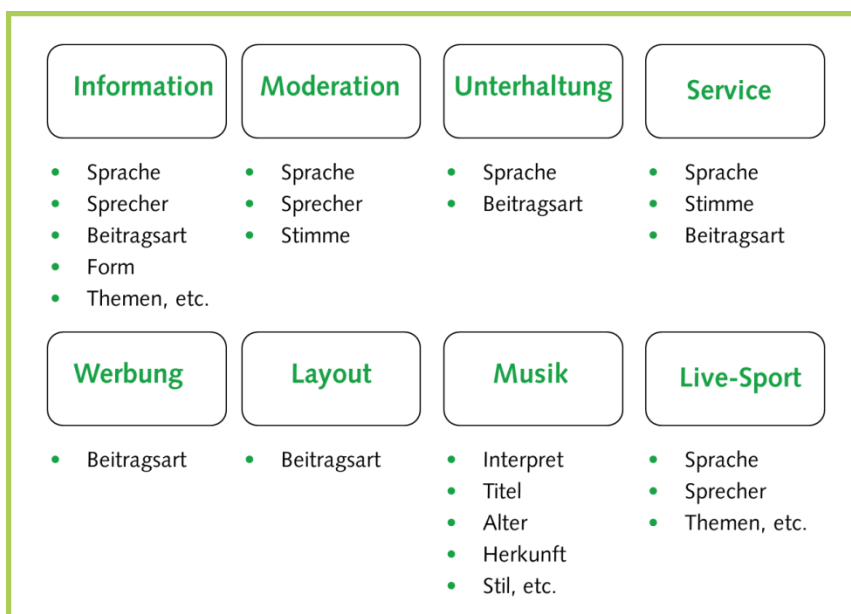 Information
Sprache
Sprecher
Beitragsart
Form
Themen, etc.
Moderation
Sprache
Sprecher
Stimme
Unterhaltung
Sprache
Beitragsart
Service
Sprache
Stimme
Beitragsart
Werbung
Beitragsart
Layout
Beitragsart
Musik
Interpret
Titel
Alter
Herkunft
Stil, etc.
Live-Sport
Sprache
Sprecher
Themen, etc.